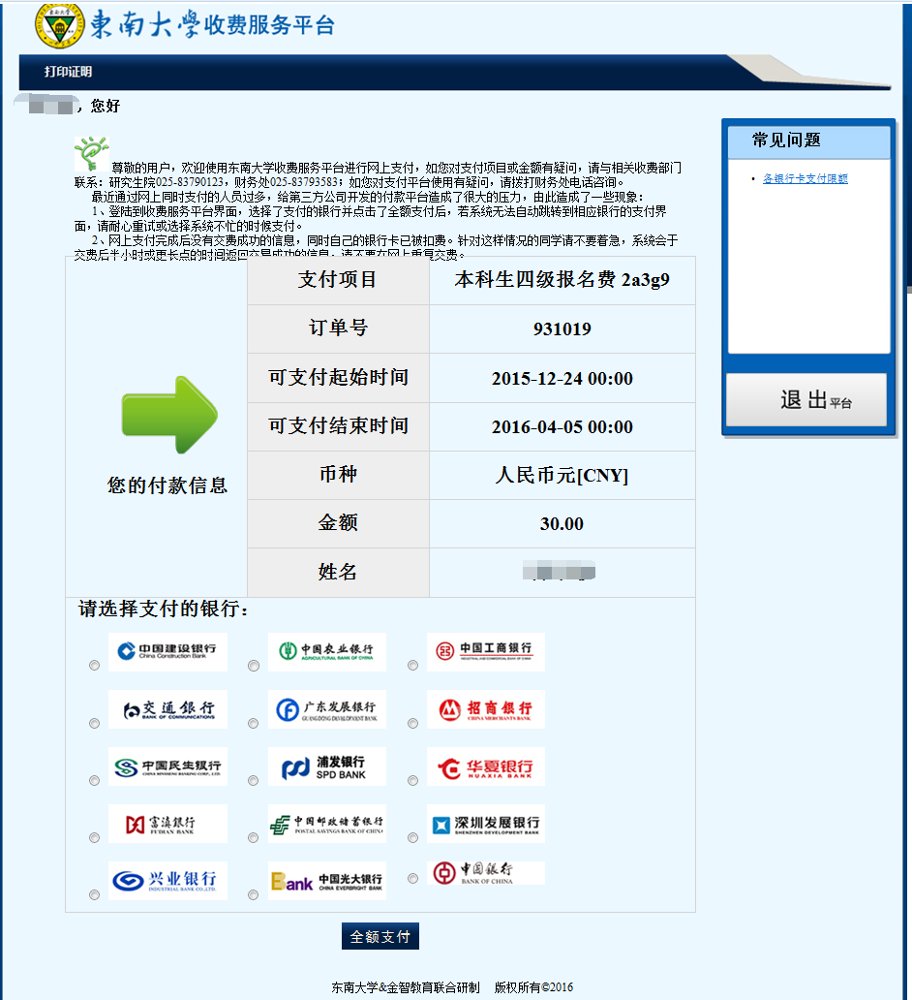 東南大學收费服务平台
打印证明
，您好
尊敬的用户，欢迎使用东南大学收费服务平台进行网上支付，如您对支付项目或金额有疑问，请与相关收费部门
联系：研究生院025-83790123，财务处025-83793583；如您对支付平台使用有疑问，请拨打财务处电话咨询。
最近通过网上同时支付的人员过多，给第三方公司开发的付款平台造成了很大的压力，由此造成了一些现象：
1、登陆到收费服务平台界面，选择了支付的银行并点击了全额支付后，若系统无法自动跳转到相应银行的支付界
面，请耐心重试或选择系统不忙的时候支付。
2、网上支付完成后没有交费成功的信息，同时自己的银行卡已被扣费。针对这样情况的同学请不要着急，系统会于
交费后半小时或更长点的时间返回交易成功的信息，请不要在网上重复交费。
常见问题
• 各银行卡支付限额
退出平台
支付项目 本科生四级报名费 2a3g9
订单号 931019
可支付起始时间 2015-12-24 00:00
可支付结束时间 2016-04-05 00:00
您的付款信息
币种 人民币元[CNY]
金额 30.00
姓名
请选择支付的银行：
中国建设银行 中国农业银行 中国工商银行
China Construction Bank AGRICULTURAL BANK OF CHINA INDUSTRIAL AND COMMERCIAL BANK OF CHINA
交通银行 广东发展银行 招商银行
BANK OF COMMUNICATIONS GUANGDONG DEVELOPMENT BANK CHINA MERCHANTS BANK
中国民生银行 浦发银行 华夏银行
CHINA MINSHENG BANKING CORP., LTD SPD BANK HUAXIA BANK
富滇银行 中国邮政储蓄银行 深圳发展银行
FUDIAN BANK POSTAL SAVINGS BANK OF CHINA SHENZHEN DEVELOPMENT BANK
兴业银行 Bank 中国光大银行 中国银行
INDUSTRIAL BANK CO.,LTD. CHINA EVERBRIGHT BANK BANK OF CHINA
全额支付
东南大学&金智教育联合研制 版权所有©2016